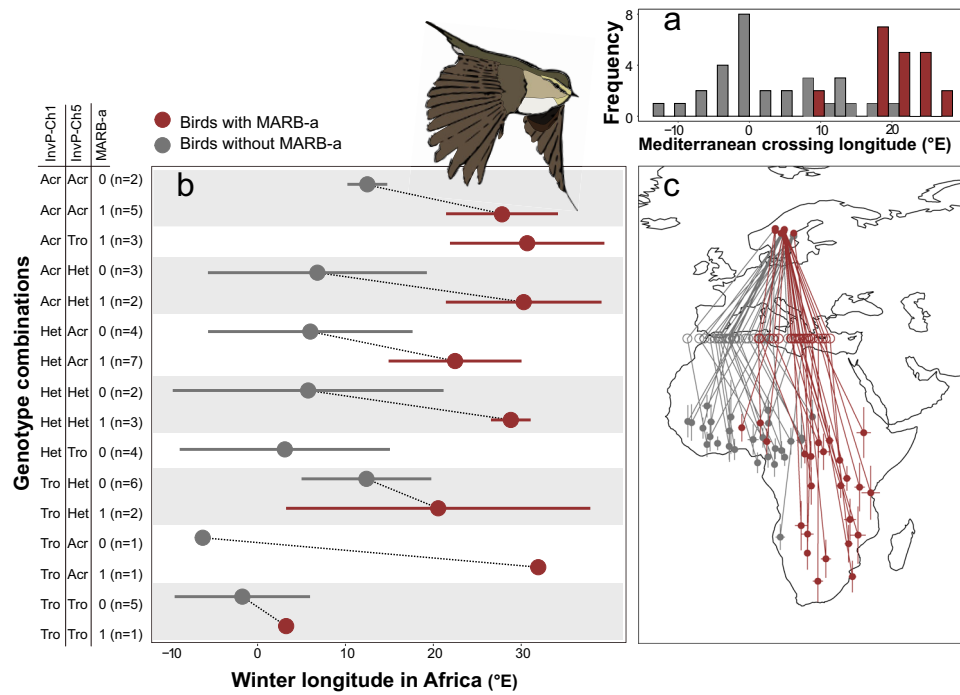 a
Frequency
8
4
0
-10
0
10
20
Mediterranean crossing longitude (°E)
Birds with MARB-a
Birds without MARB-a
InvP-Ch1 InvP-Ch5 MARB-a
Genotype combinations
b
Acr Acr 0 (n=2)
Acr Acr 1 (n=5)
Acr Tro 1 (n=3)
Acr Het 0 (n=3)
Acr Het 1 (n=2)
Het Acr 0 (n=4)
Het Acr 1 (n=7)
Het Het 0 (n=2)
Het Het 1 (n=3)
Het Tro 0 (n=4)
Tro Het 0 (n=6)
Tro Het 1 (n=2)
Tro Acr 0 (n=1)
Tro Acr 1 (n=1)
Tro Tro 0 (n=5)
Tro Tro 1 (n=1)
-10 0 10 20 30
Winter longitude in Africa (°E)
c